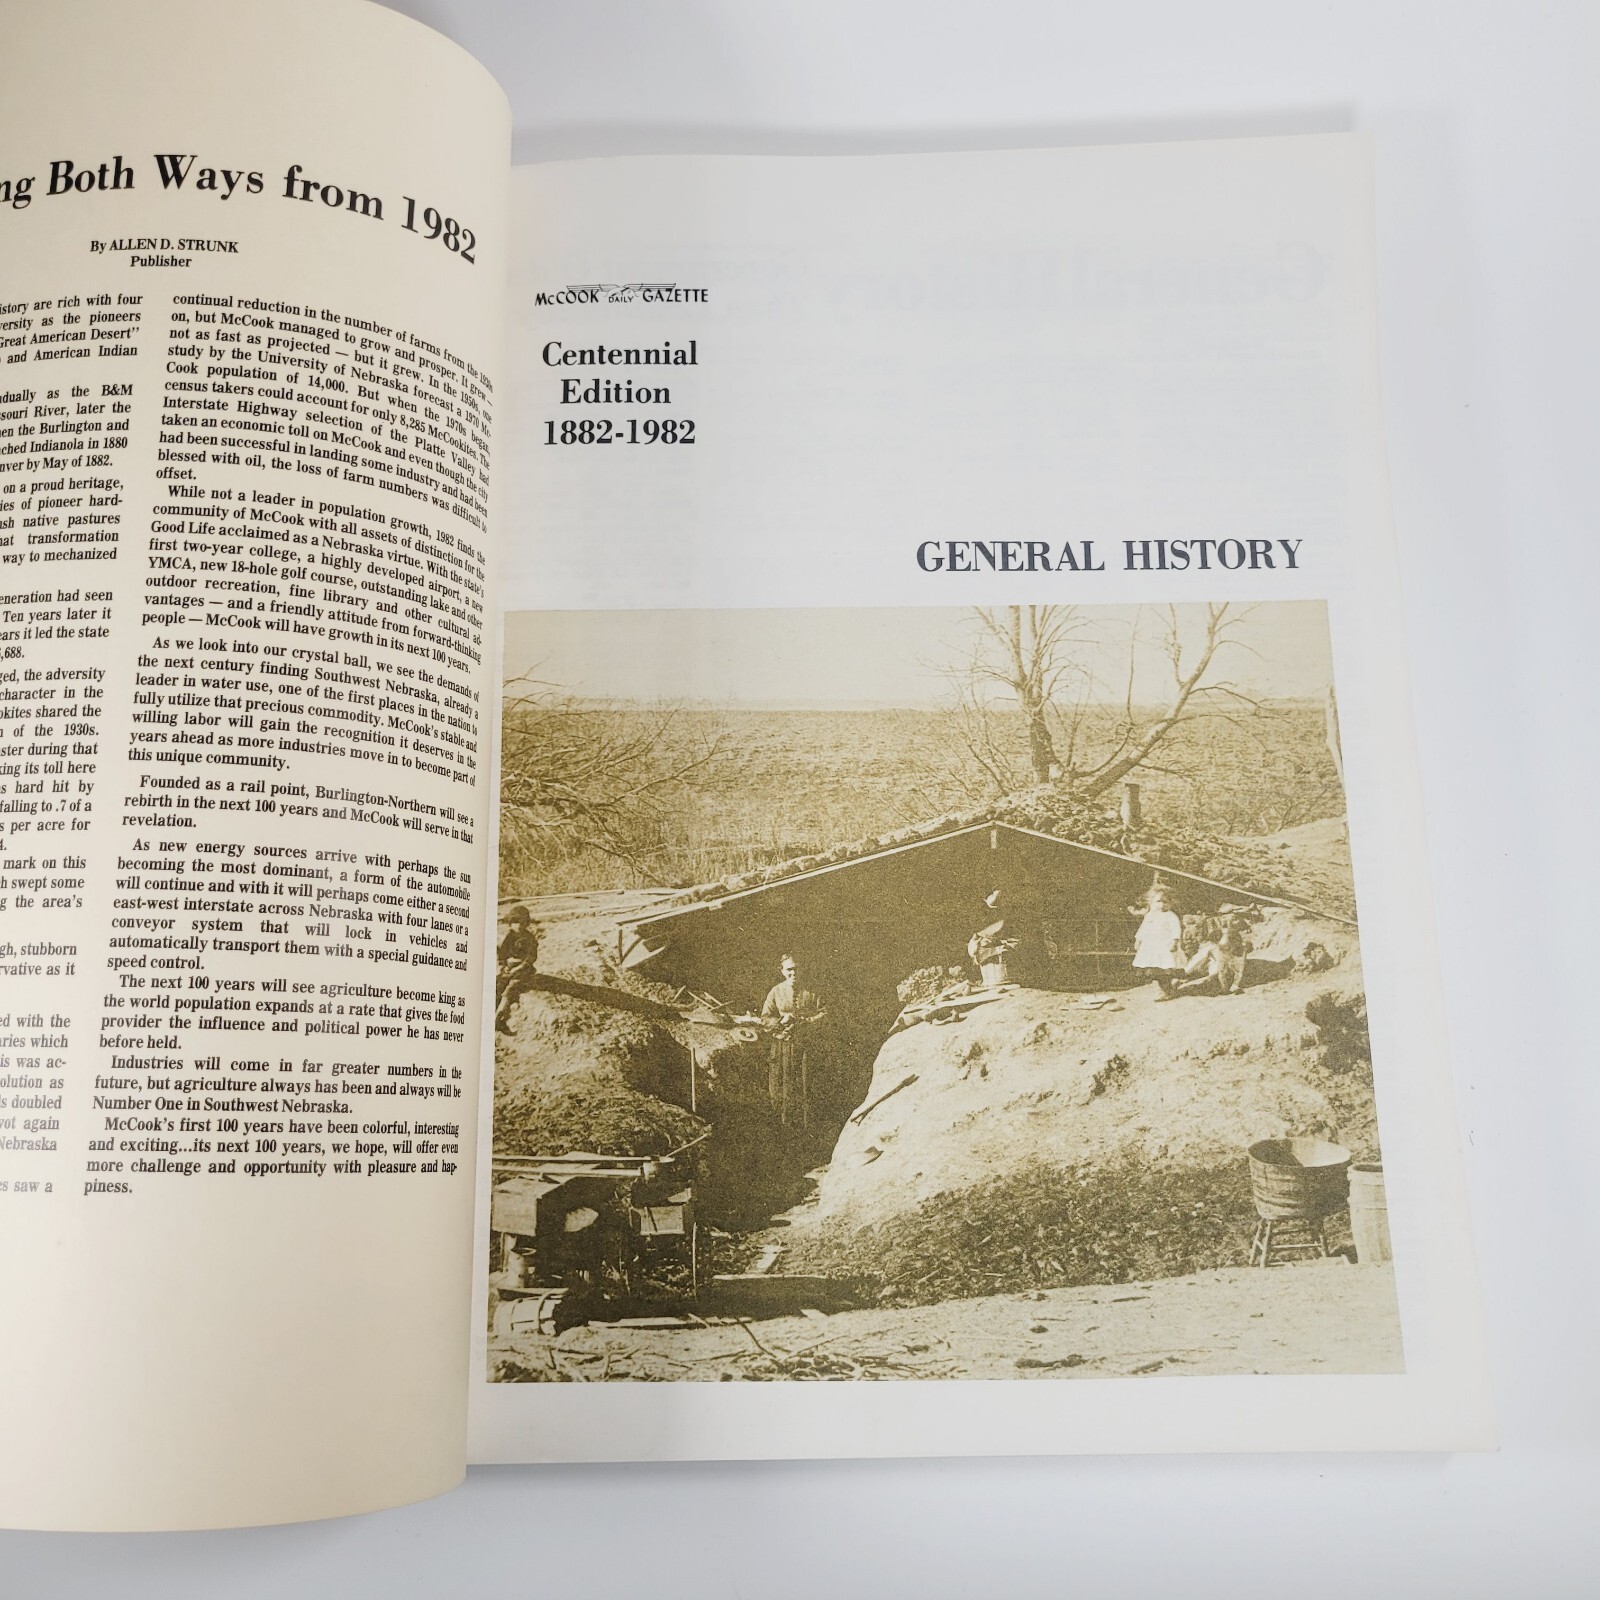 ng Both Ways from 1982
By ALLEN D. STRUNK
Publisher
istory are rich with four
versity as the pioneers
Great American Desert"
and American Indian
dually as the B&M
souri River, later the
en the Burlington and
ched Indianola in 1880
nver by May of 1882.
on a proud heritage,
ies of pioneer hard-
sh native pastures
hat transformation
way to mechanized
eneration had seen
Ten years later it
ears it led the state
,688.
ged, the adversity
character in the
okites shared the
n of the 1930s.
ster during that
king its toll here
s hard hit by
falling to .7 of a
s per acre for
4.
mark on this
h swept some
g the area's
gh, stubborn
rvative as it
ed with the
aries which
is was ac-
olution as
ls doubled
vot again
Nebraska
es saw a
continual reduction in the number of farms from the 1930s
on, but McCook managed to grow and prosper. It grew —
not as fast as projected — but it grew. In the 1950s, one
study by the University of Nebraska forecast a 1970 Mc-
Cook population of 14,000. But when the 1970s began,
census takers could account for only 8,285 McCookites. The
Interstate Highway selection of the Platte Valley had
taken an economic toll on McCook and even though the city
had been successful in landing some industry and had been
blessed with oil, the loss of farm numbers was difficult to
offset.
While not a leader in population growth, 1982 finds the
community of McCook with all assets of distinction for the
Good Life acclaimed as a Nebraska virtue. With the state's
first two-year college, a highly developed airport, a new
YMCA, new 18-hole golf course, outstanding lake and other
outdoor recreation, fine library and other cultural ad-
vantages — and a friendly attitude from forward-thinking
people — McCook will have growth in its next 100 years.
As we look into our crystal ball, we see the demands of
the next century finding Southwest Nebraska, already a
leader in water use, one of the first places in the nation to
fully utilize that precious commodity. McCook's stable and
willing labor will gain the recognition it deserves in the
years ahead as more industries move in to become part of
this unique community.
Founded as a rail point, Burlington-Northern will see a
rebirth in the next 100 years and McCook will serve in that
revelation.
As new energy sources arrive with perhaps the sun
becoming the most dominant, a form of the automobile
will continue and with it will perhaps come either a second
east-west interstate across Nebraska with four lanes or a
conveyor system that will lock in vehicles and
automatically transport them with a special guidance and
speed control.
The next 100 years will see agriculture become king as
the world population expands at a rate that gives the food
provider the influence and political power he has never
before held.
Industries will come in far greater numbers in the
future, but agriculture always has been and always will be
Number One in Southwest Nebraska.
McCook's first 100 years have been colorful, interesting
and exciting...its next 100 years, we hope, will offer even
more challenge and opportunity with pleasure and hap-
piness.
McCOOK DAILY GAZETTE
Centennial
Edition
1882-1982
GENERAL HISTORY